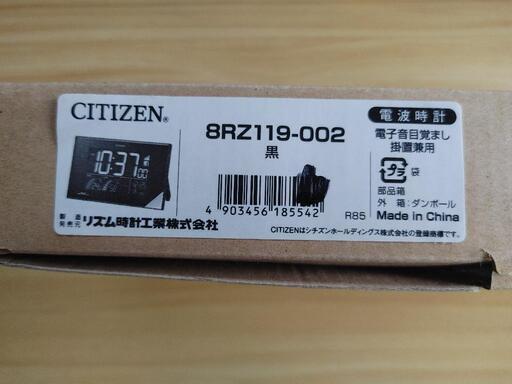 CITIZEN®
8RZ119-002
黒
電波時計
電子音目覚まし
掛置兼用
プラ 袋
部品箱
外 箱:ダンボール
Made in China
R85
4 903456 185542
10:37
製造
発売元 リズム時計工業株式会社
CITIZENはシチズンホールディングス株式会社の登録商標です。